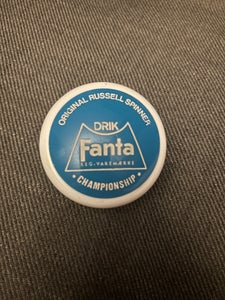 ORIGINAL RUSSELL SPINNER
DRIK
Fanta
REG. VAREMÆRKE
• CHAMPIONSHIP •